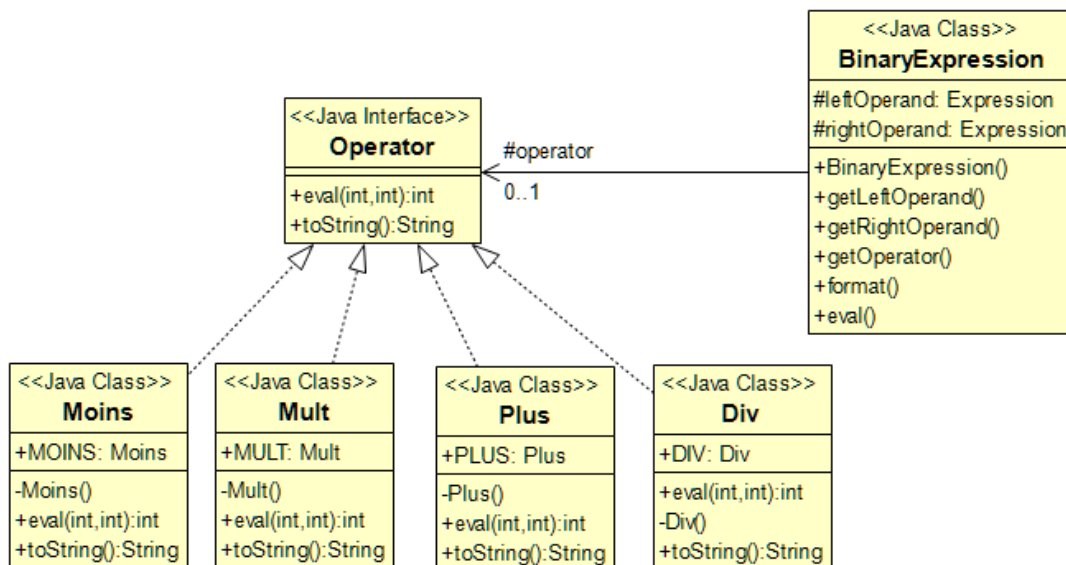 <<Java Class>>
BinaryExpression
#leftOperand: Expression
#rightOperand: Expression
+BinaryExpression()
+getLeftOperand()
+getRightOperand()
+getOperator()
+format()
+eval()
<<Java Interface>>
Operator
+eval(int,int):int
+toString():String
#operator
0..1
<<Java Class>>
Moins
+MOINS: Moins
-Moins()
+eval(int,int):int
+toString():String
<<Java Class>>
Mult
+MULT: Mult
-Mult()
+eval(int,int):int
+toString():String
<<Java Class>>
Plus
+PLUS: Plus
-Plus()
+eval(int,int):int
+toString():String
<<Java Class>>
Div
+DIV: Div
+eval(int,int):int
-Div()
+toString():String